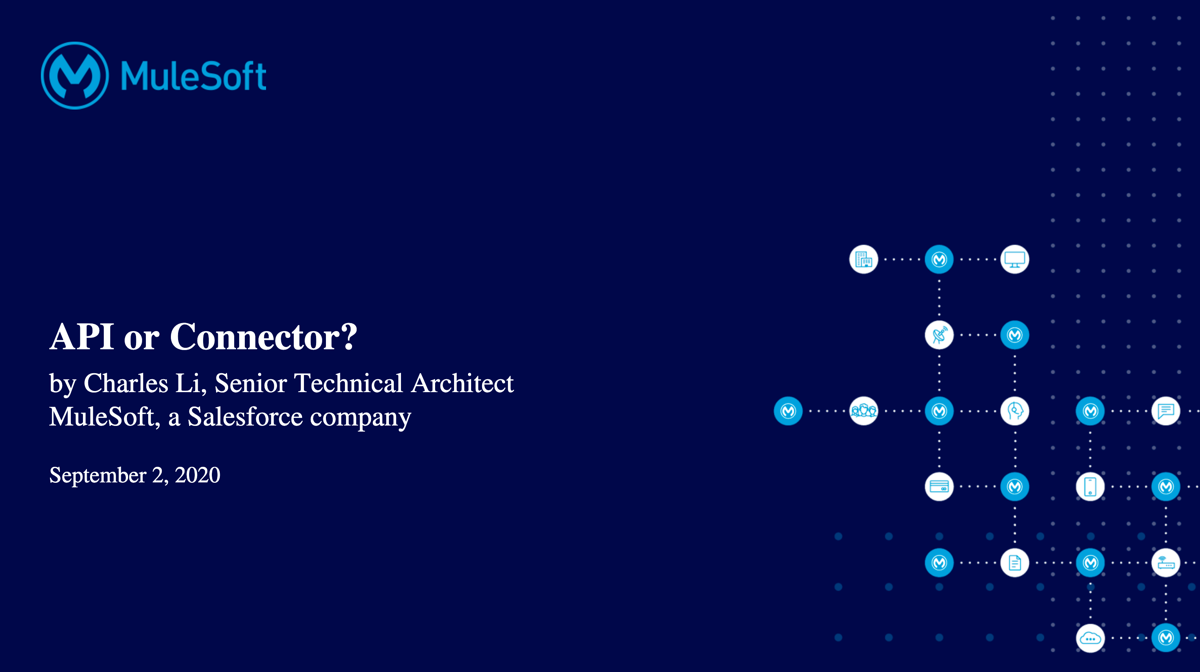 MuleSoft
API or Connector?
by Charles Li, Senior Technical Architect
MuleSoft, a Salesforce company
September 2, 2020